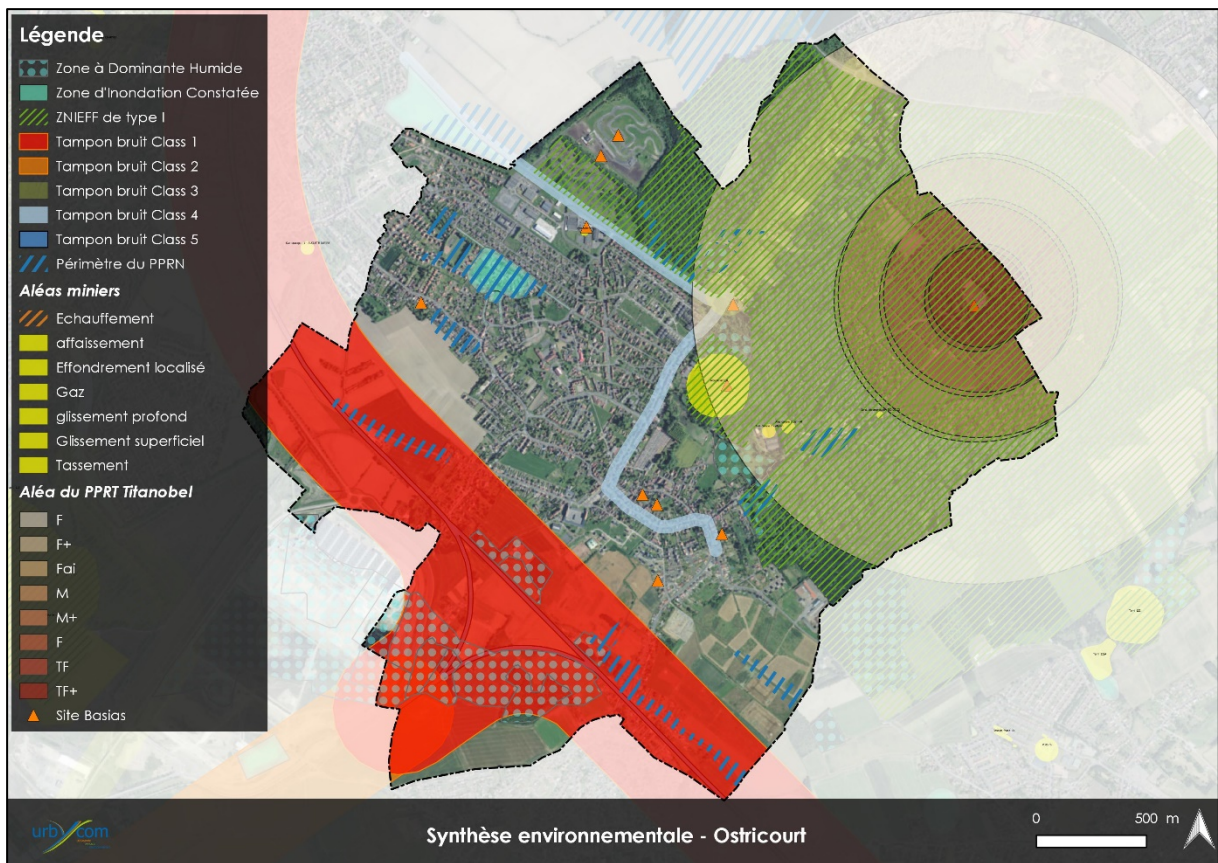 Légende
Zone à Dominante Humide
Zone d'Inondation Constatée
ZNIEFF de type I
Tampon bruit Class 1
Tampon bruit Class 2
Tampon bruit Class 3
Tampon bruit Class 4
Tampon bruit Class 5
Périmètre du PPRN
Aléas miniers
Echauffement
affaissement
Effondrement localisé
Gaz
glissement profond
Glissement superficiel
Tassement
Aléa du PPRT Titanobel
F
F+
Fai
M
M+
F
TF
TF+
Site Basias
urbycom
Synthèse environnementale - Ostricourt
0 500 m